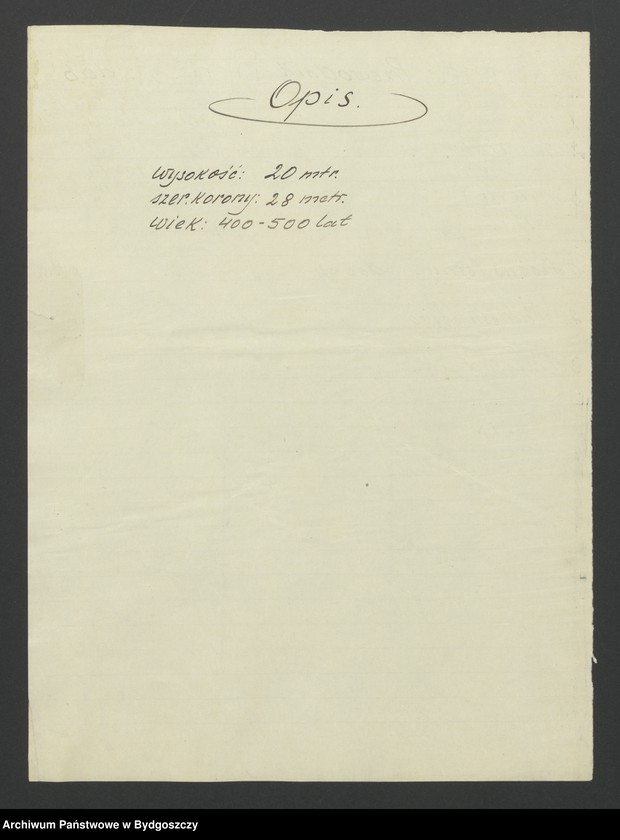 Opis.
Wysokość: 20 mtr.
szer. korony: 28 metr.
Wiek: 400-500 lat
Archiwum Państwowe w Bydgoszczy